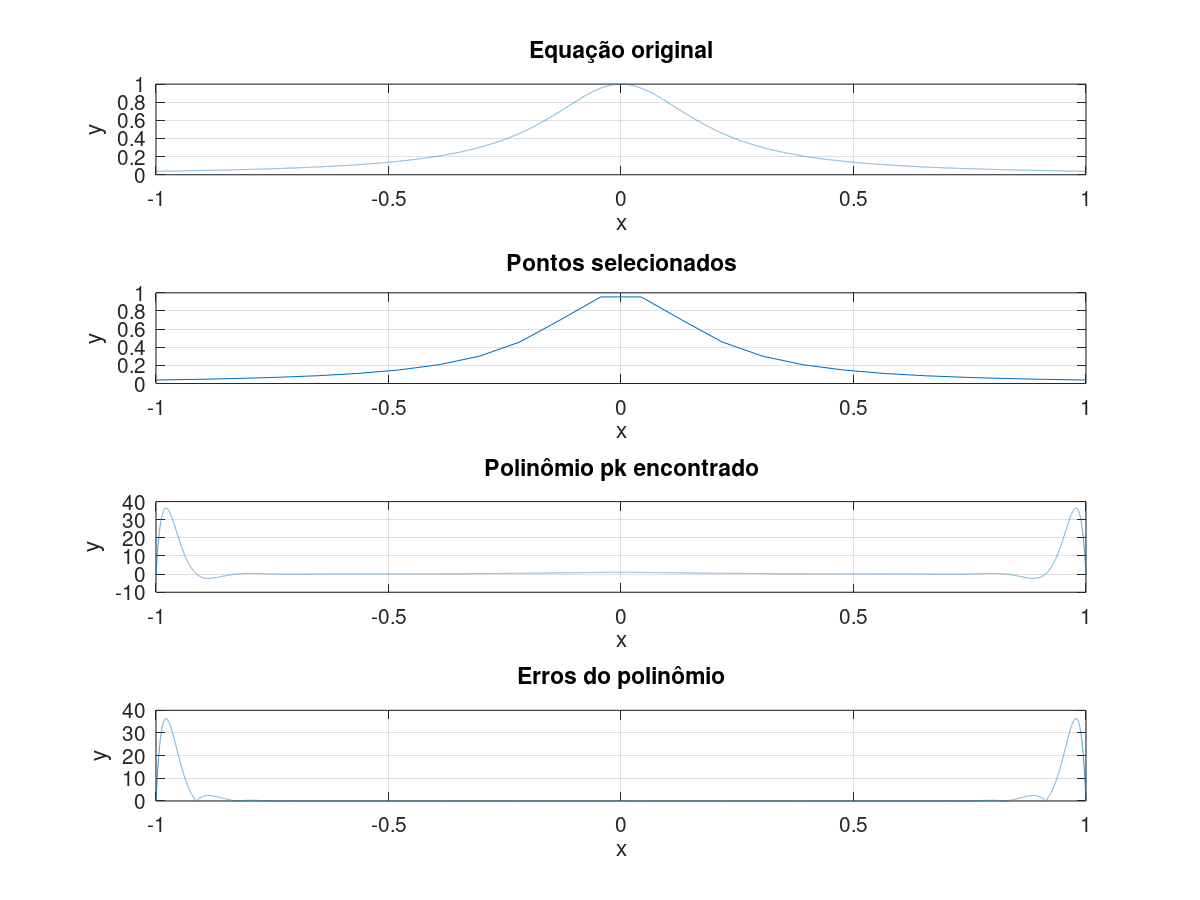 Equação original
1
0.8
0.6
0.4
0.2
0
y
-1 -0.5 0 0.5 1
x
Pontos selecionados
1
0.8
0.6
0.4
0.2
0
y
-1 -0.5 0 0.5 1
x
Polinômio pk encontrado
40
30
20
10
0
-10
y
-1 -0.5 0 0.5 1
x
Erros do polinômio
40
30
20
10
0
y
-1 -0.5 0 0.5 1
x